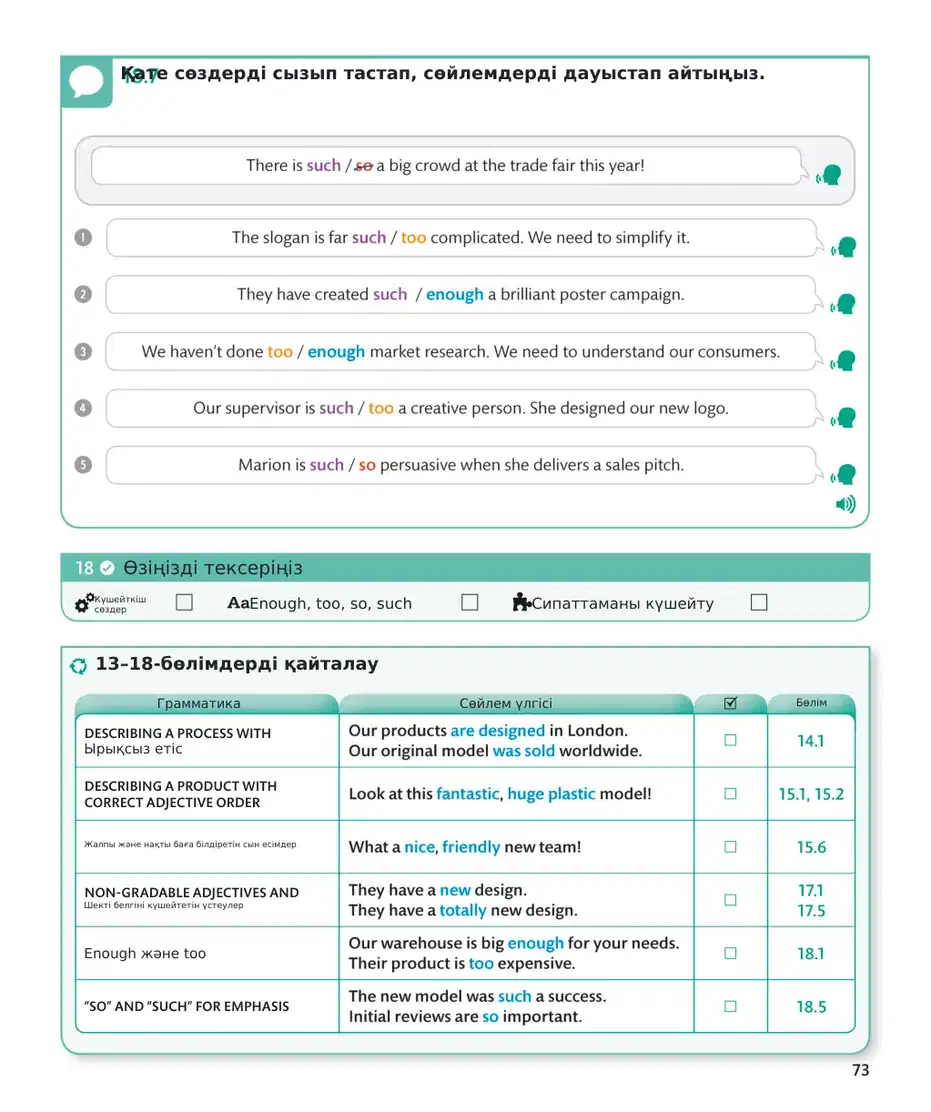 18.7 Қате сөздерді сызып тастап, сөйлемдерді дауыстап айтыңыз.
There is such / so a big crowd at the trade fair this year!
1 The slogan is far such / too complicated. We need to simplify it.
2 They have created such / enough a brilliant poster campaign.
3 We haven't done too / enough market research. We need to understand our consumers.
4 Our supervisor is such / too a creative person. She designed our new logo.
5 Marion is such / so persuasive when she delivers a sales pitch.
18 Өзіңізді тексеріңіз
Күшейткіш
сөздер
Aa Enough, too, so, such
Сипаттаманы күшейту
13–18-бөлімдерді қайталау
Грамматика Сөйлем үлгісі Бөлім
DESCRIBING A PROCESS WITH
Ырықсыз етіс
Our products are designed in London.
Our original model was sold worldwide.
14.1
DESCRIBING A PRODUCT WITH
CORRECT ADJECTIVE ORDER
Look at this fantastic, huge plastic model!
15.1, 15.2
Жалпы және нақты баға білдіретін сын есімдер
What a nice, friendly new team!
15.6
NON-GRADABLE ADJECTIVES AND
Шекті белгіні күшейтетін үстеулер
They have a new design.
They have a totally new design.
17.1
17.5
Enough және too
Our warehouse is big enough for your needs.
Their product is too expensive.
18.1
"SO" AND "SUCH" FOR EMPHASIS
The new model was such a success.
Initial reviews are so important.
18.5
73